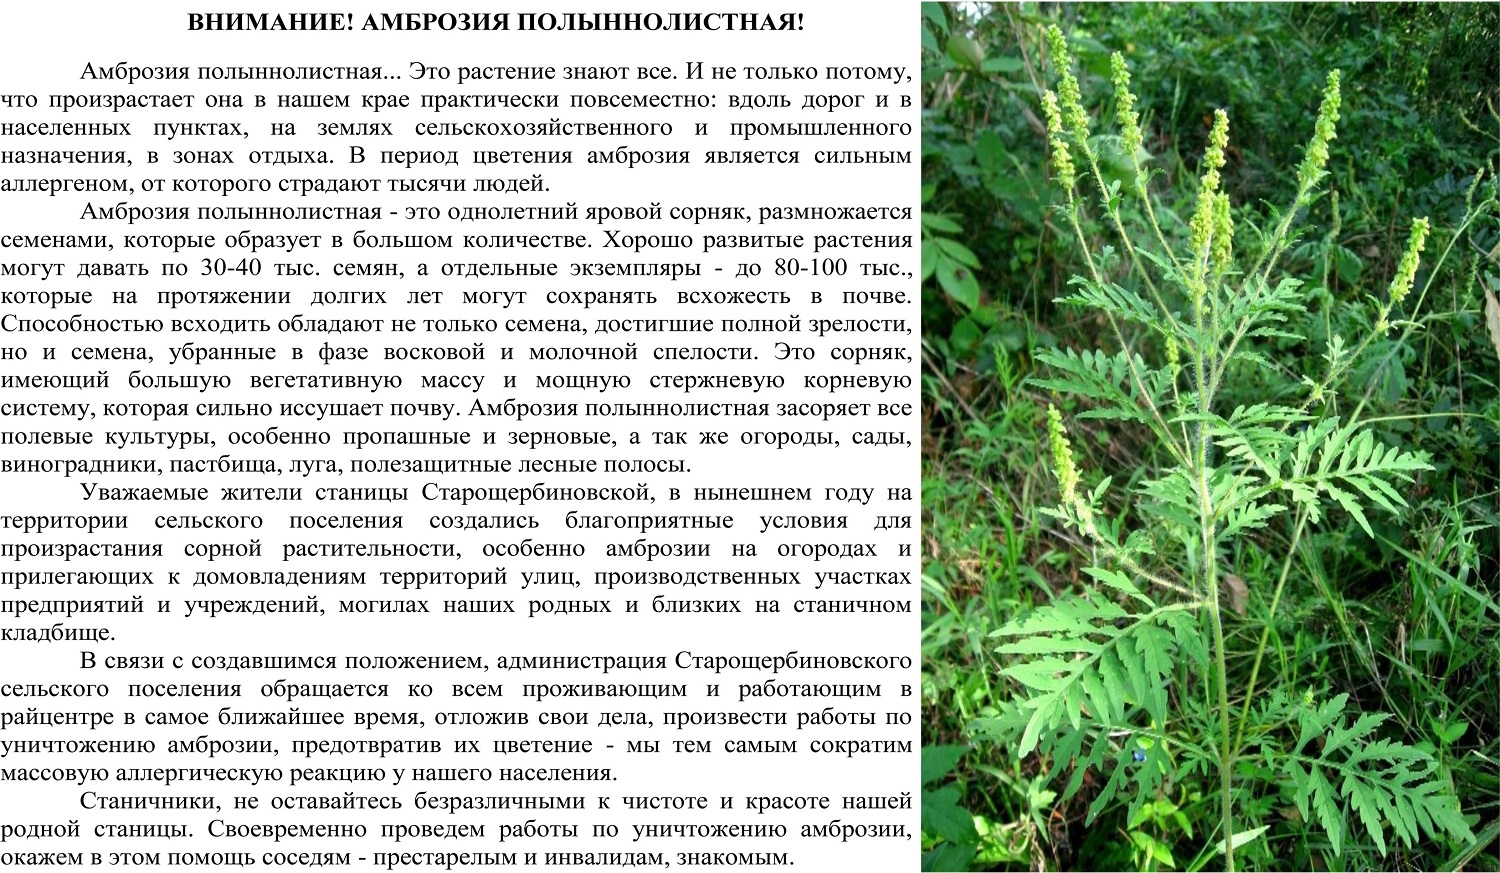 ВНИМАНИЕ! АМБРОЗИЯ ПОЛЫННОЛИСТНАЯ!
Амброзия полыннолистная... Это растение знают все. И не только потому,
что произрастает она в нашем крае практически повсеместно: вдоль дорог и в
населенных пунктах, на землях сельскохозяйственного и промышленного
назначения, в зонах отдыха. В период цветения амброзия является сильным
аллергеном, от которого страдают тысячи людей.
Амброзия полыннолистная - это однолетний яровой сорняк, размножается
семенами, которые образует в большом количестве. Хорошо развитые растения
могут давать по 30-40 тыс. семян, а отдельные экземпляры - до 80-100 тыс.,
которые на протяжении долгих лет могут сохранять всхожесть в почве.
Способностью всходить обладают не только семена, достигшие полной зрелости,
но и семена, убранные в фазе восковой и молочной спелости. Это сорняк,
имеющий большую вегетативную массу и мощную стержневую корневую
систему, которая сильно иссушает почву. Амброзия полыннолистная засоряет все
полевые культуры, особенно пропашные и зерновые, а так же огороды, сады,
виноградники, пастбища, луга, полезащитные лесные полосы.
Уважаемые жители станицы Старощербиновской, в нынешнем году на
территории сельского поселения создались благоприятные условия для
произрастания сорной растительности, особенно амброзии на огородах и
прилегающих к домовладениям территорий улиц, производственных участках
предприятий и учреждений, могилах наших родных и близких на станичном
кладбище.
В связи с создавшимся положением, администрация Старощербиновского
сельского поселения обращается ко всем проживающим и работающим в
райцентре в самое ближайшее время, отложив свои дела, произвести работы по
уничтожению амброзии, предотвратив их цветение - мы тем самым сократим
массовую аллергическую реакцию у нашего населения.
Станичники, не оставайтесь безразличными к чистоте и красоте нашей
родной станицы. Своевременно проведем работы по уничтожению амброзии,
окажем в этом помощь соседям - престарелым и инвалидам, знакомым.